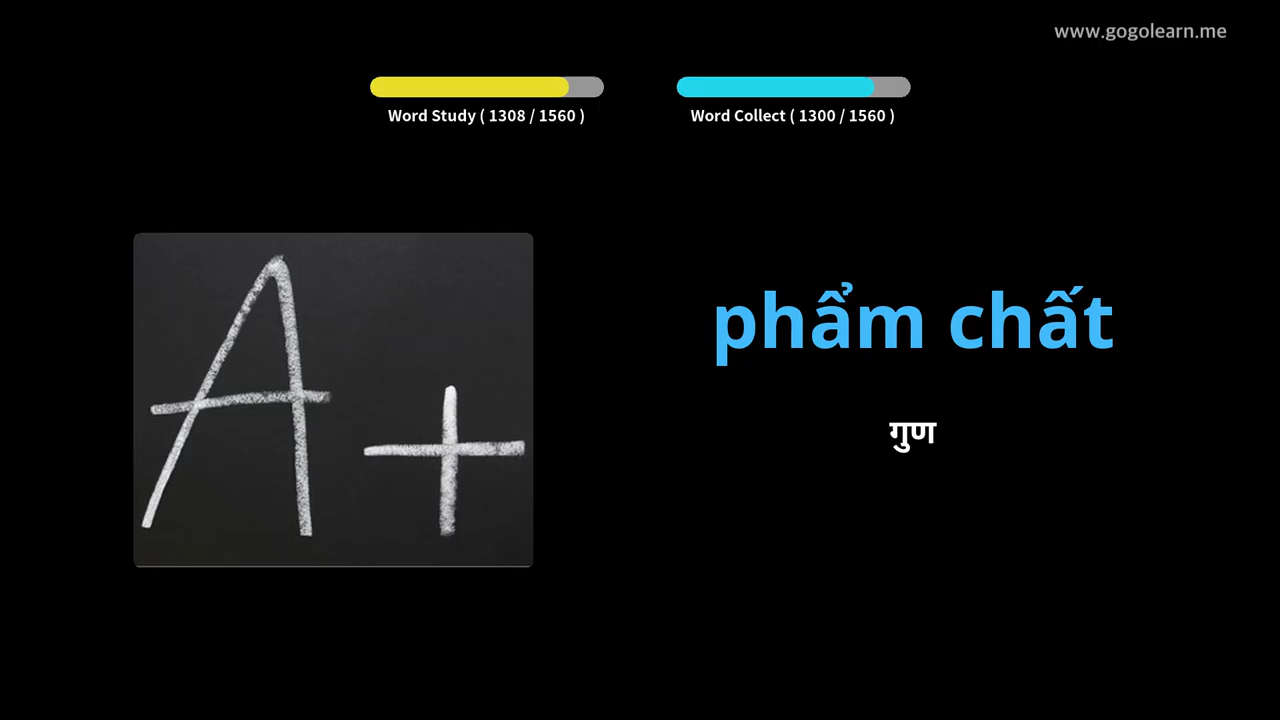 www.gogolearn.me
Word Study ( 1308 / 1560 )
Word Collect ( 1300 / 1560 )
A+
phẩm chất
गुण